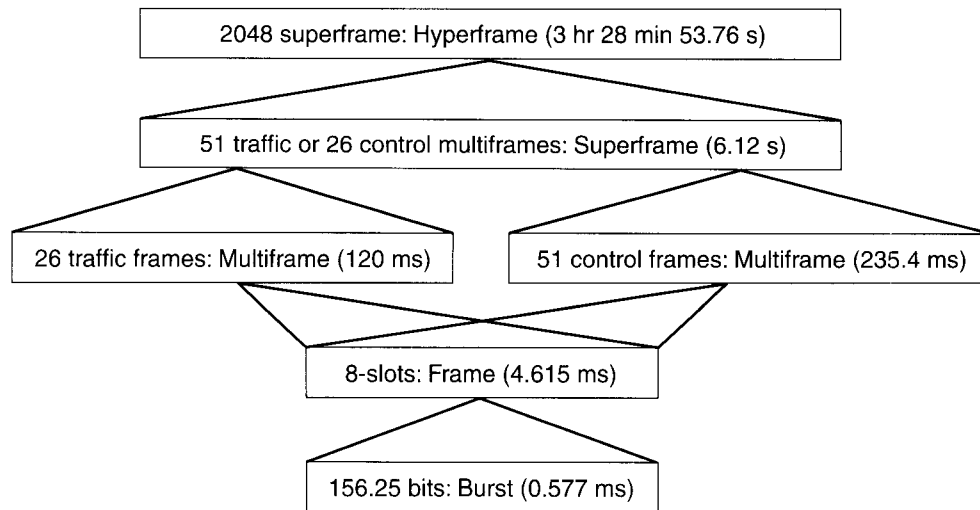 2048 superframe: Hyperframe (3 hr 28 min 53.76 s)
51 traffic or 26 control multiframes: Superframe (6.12 s)
26 traffic frames: Multiframe (120 ms)
51 control frames: Multiframe (235.4 ms)
8-slots: Frame (4.615 ms)
156.25 bits: Burst (0.577 ms)